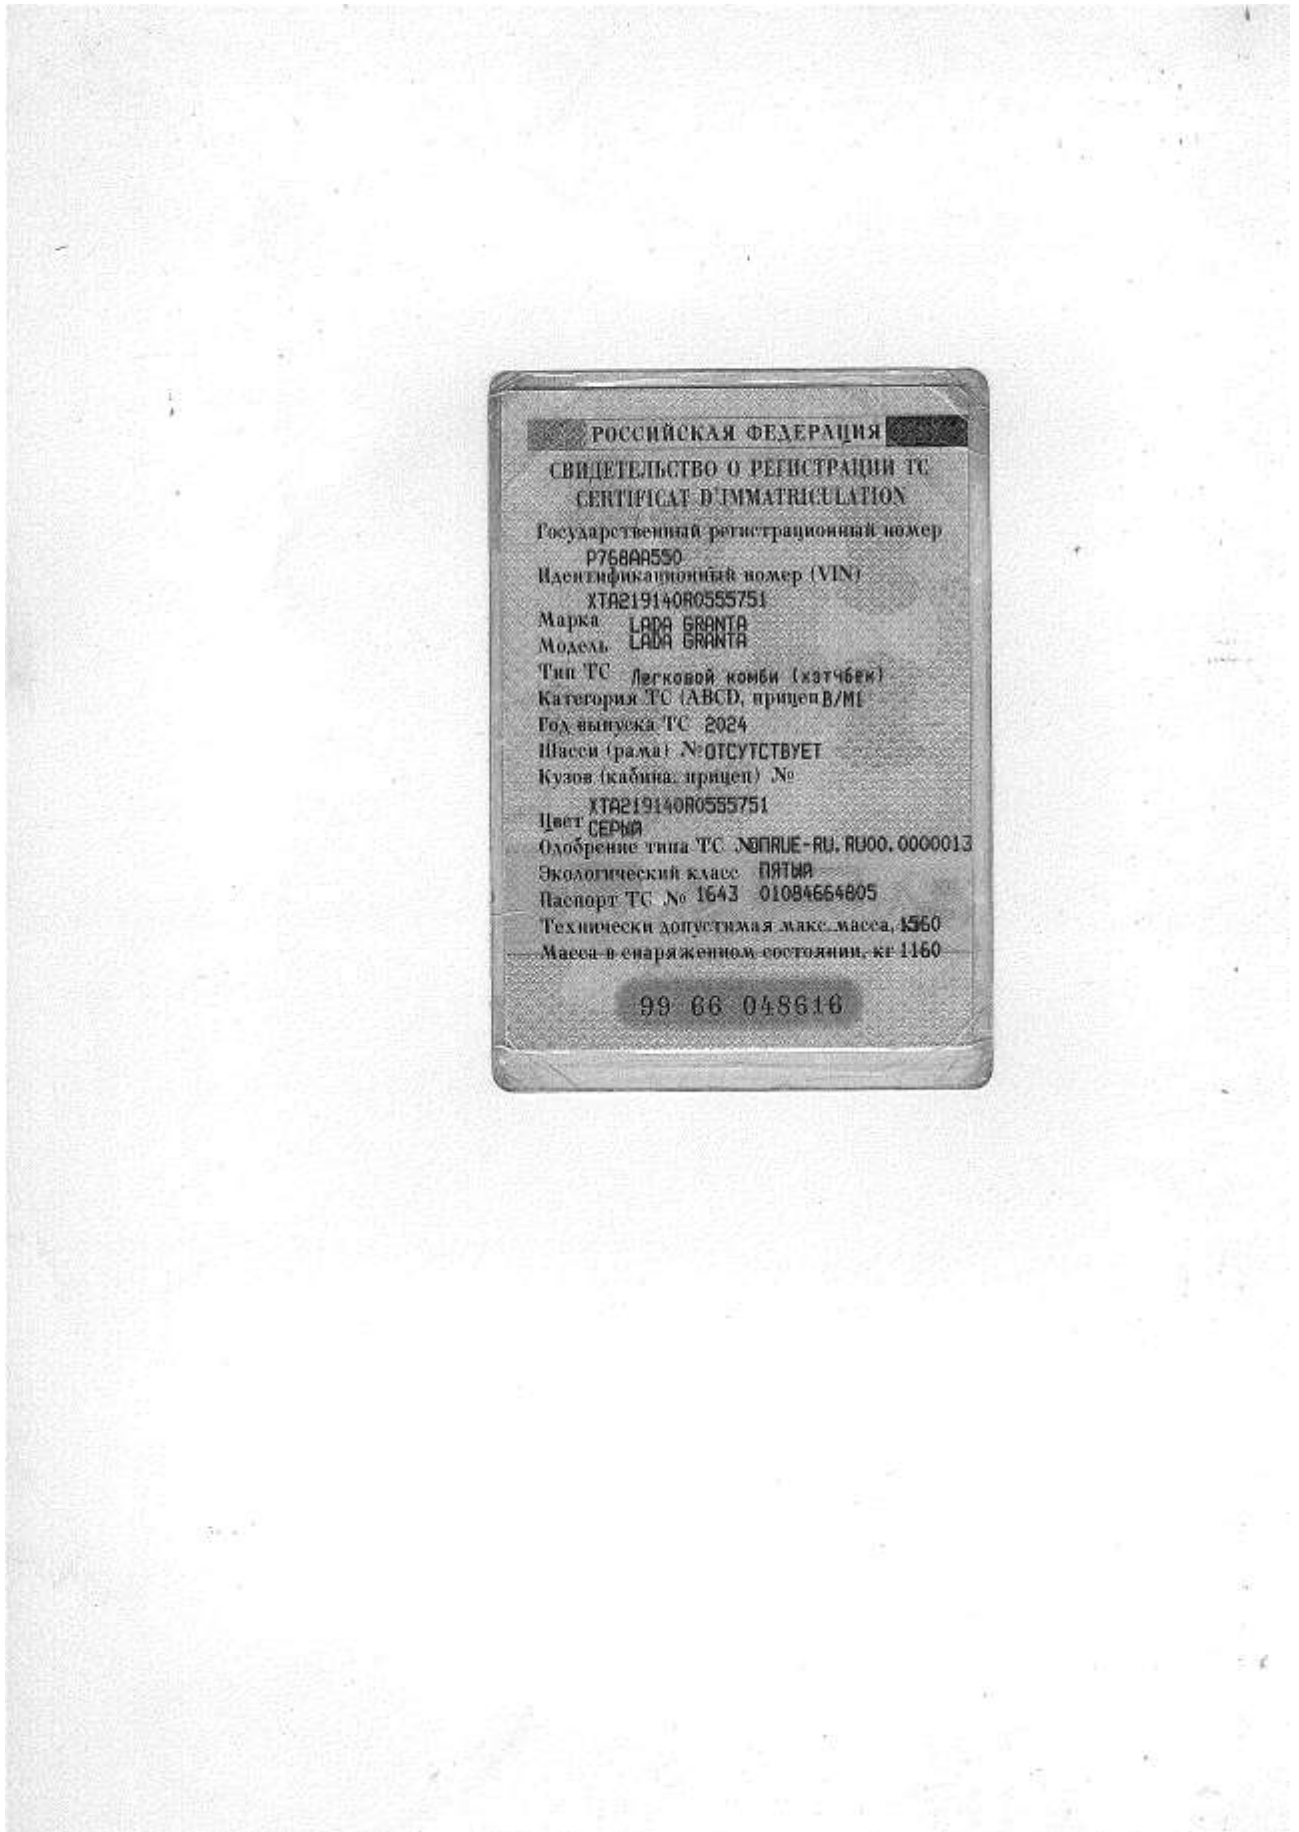 РОССИЙСКАЯ ФЕДЕРАЦИЯ
СВИДЕТЕЛЬСТВО О РЕГИСТРАЦИИ ТС
CERTIFICAT D'IMMATRICULATION
Государственный регистрационный номер
Р768АА550
Идентификационный номер (VIN)
XTA219140R0555751
Марка LADA GRANTA
Модель LADA GRANTA
Тип ТС Легковой комби (хэтчбек)
Категория ТС (ABCD, прицеп B/M1
Год выпуска ТС 2024
Шасси (рама) № ОТСУТСТВУЕТ
Кузов (кабина, прицеп) №
XTA219140R0555751
Цвет СЕРЫЙ
Одобрение типа ТС № ПRUE-RU.RU00.0000013
Экологический класс ПЯТЫЙ
Паспорт ТС № 1643 01084664805
Технически допустимая макс. масса, 1560
Масса в снаряженном состоянии, кг 1160
99 66 048616